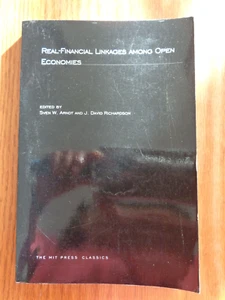 REAL-FINANCIAL LINKAGES AMONG OPEN
ECONOMIES
EDITED BY
SVEN W. ARNDT AND J. DAVID RICHARDSON
THE MIT PRESS CLASSICS